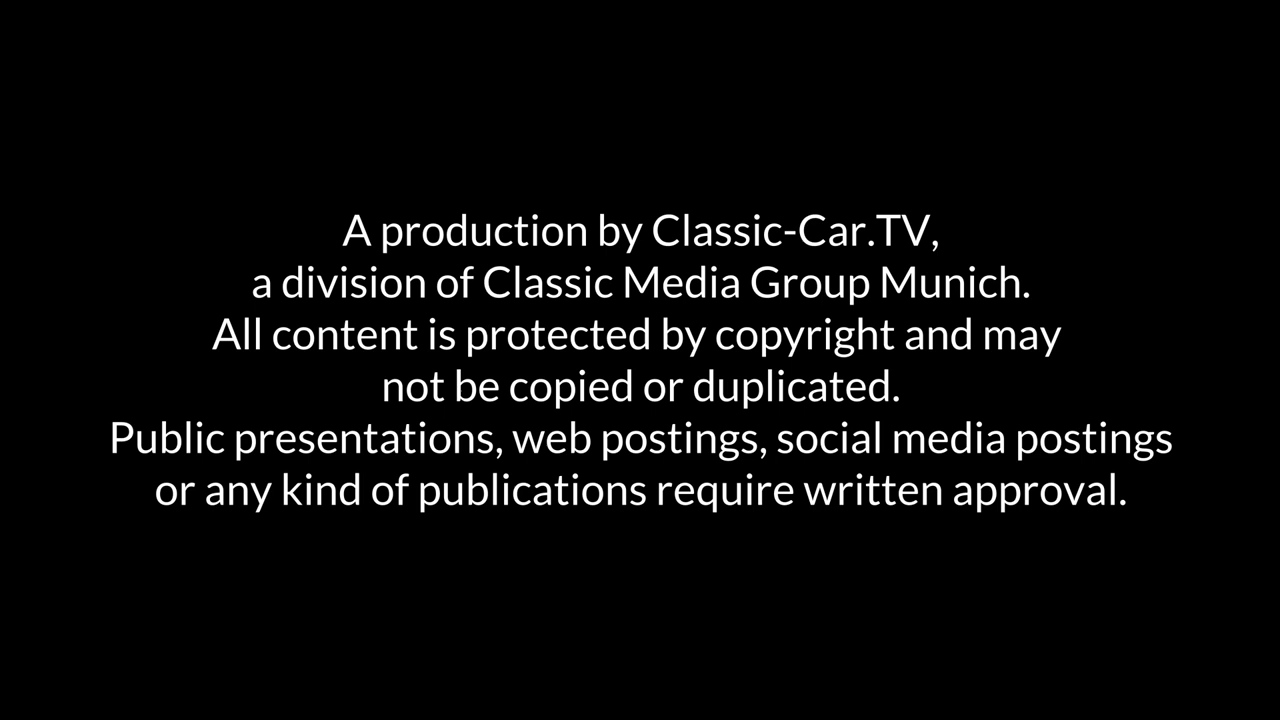 A production by Classic-Car.TV,
a division of Classic Media Group Munich.
All content is protected by copyright and may
not be copied or duplicated.
Public presentations, web postings, social media postings
or any kind of publications require written approval.